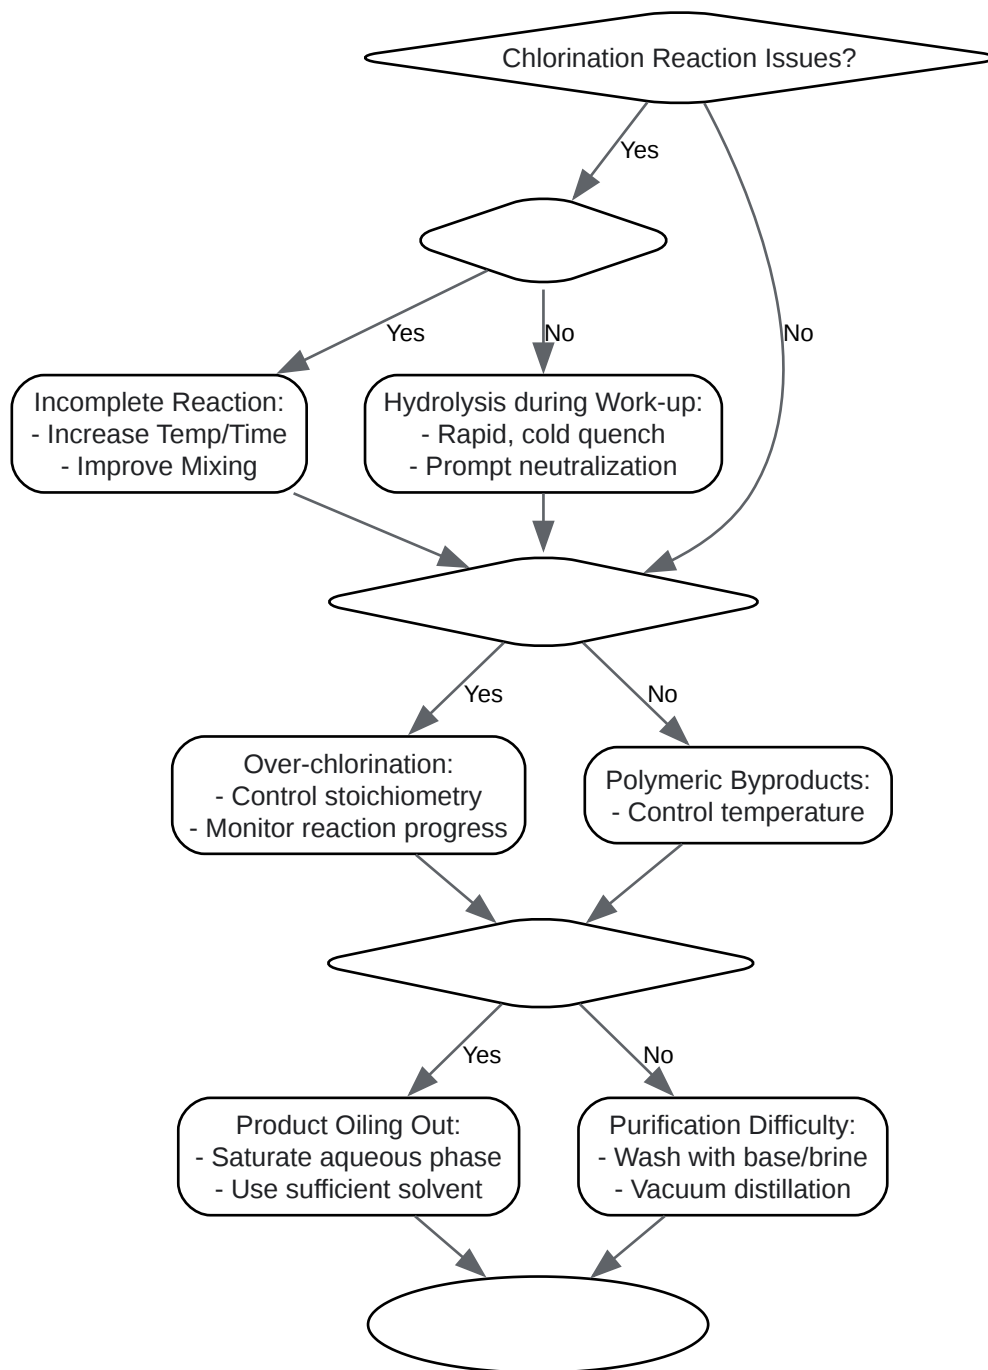 Chlorination Reaction Issues?
Yes
Yes
No
No
Incomplete Reaction:
- Increase Temp/Time
- Improve Mixing
Hydrolysis during Work-up:
- Rapid, cold quench
- Prompt neutralization
Yes
No
Over-chlorination:
- Control stoichiometry
- Monitor reaction progress
Polymeric Byproducts:
- Control temperature
Yes
No
Product Oiling Out:
- Saturate aqueous phase
- Use sufficient solvent
Purification Difficulty:
- Wash with base/brine
- Vacuum distillation